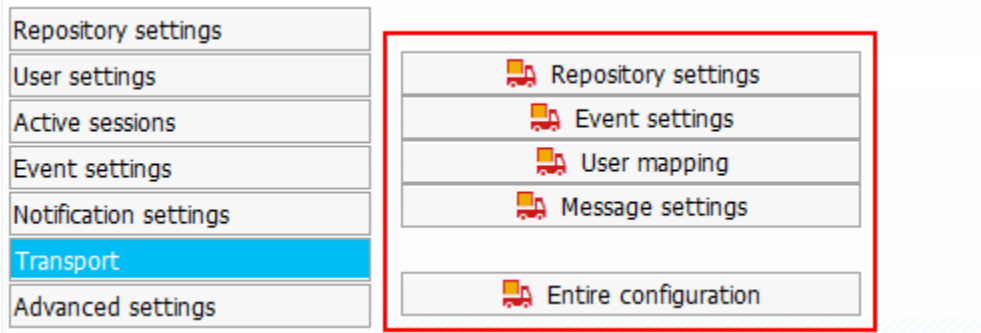 Repository settings
User settings
Active sessions
Event settings
Notification settings
Transport
Advanced settings
Repository settings
Event settings
User mapping
Message settings
Entire configuration